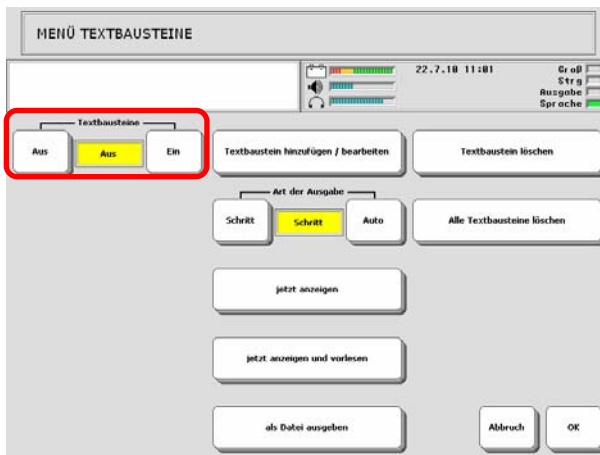 MENÜ TEXTBAUSTEINE
22.7.10 11:01
Groß
Strg
Ausgabe
Sprache
Textbausteine
Aus Aus Ein
Textbaustein hinzufügen / bearbeiten
Textbaustein löschen
Art der Ausgabe
Schritt Schritt Auto
Alle Textbausteine löschen
jetzt anzeigen
jetzt anzeigen und vorlesen
als Datei ausgeben
Abbruch
OK